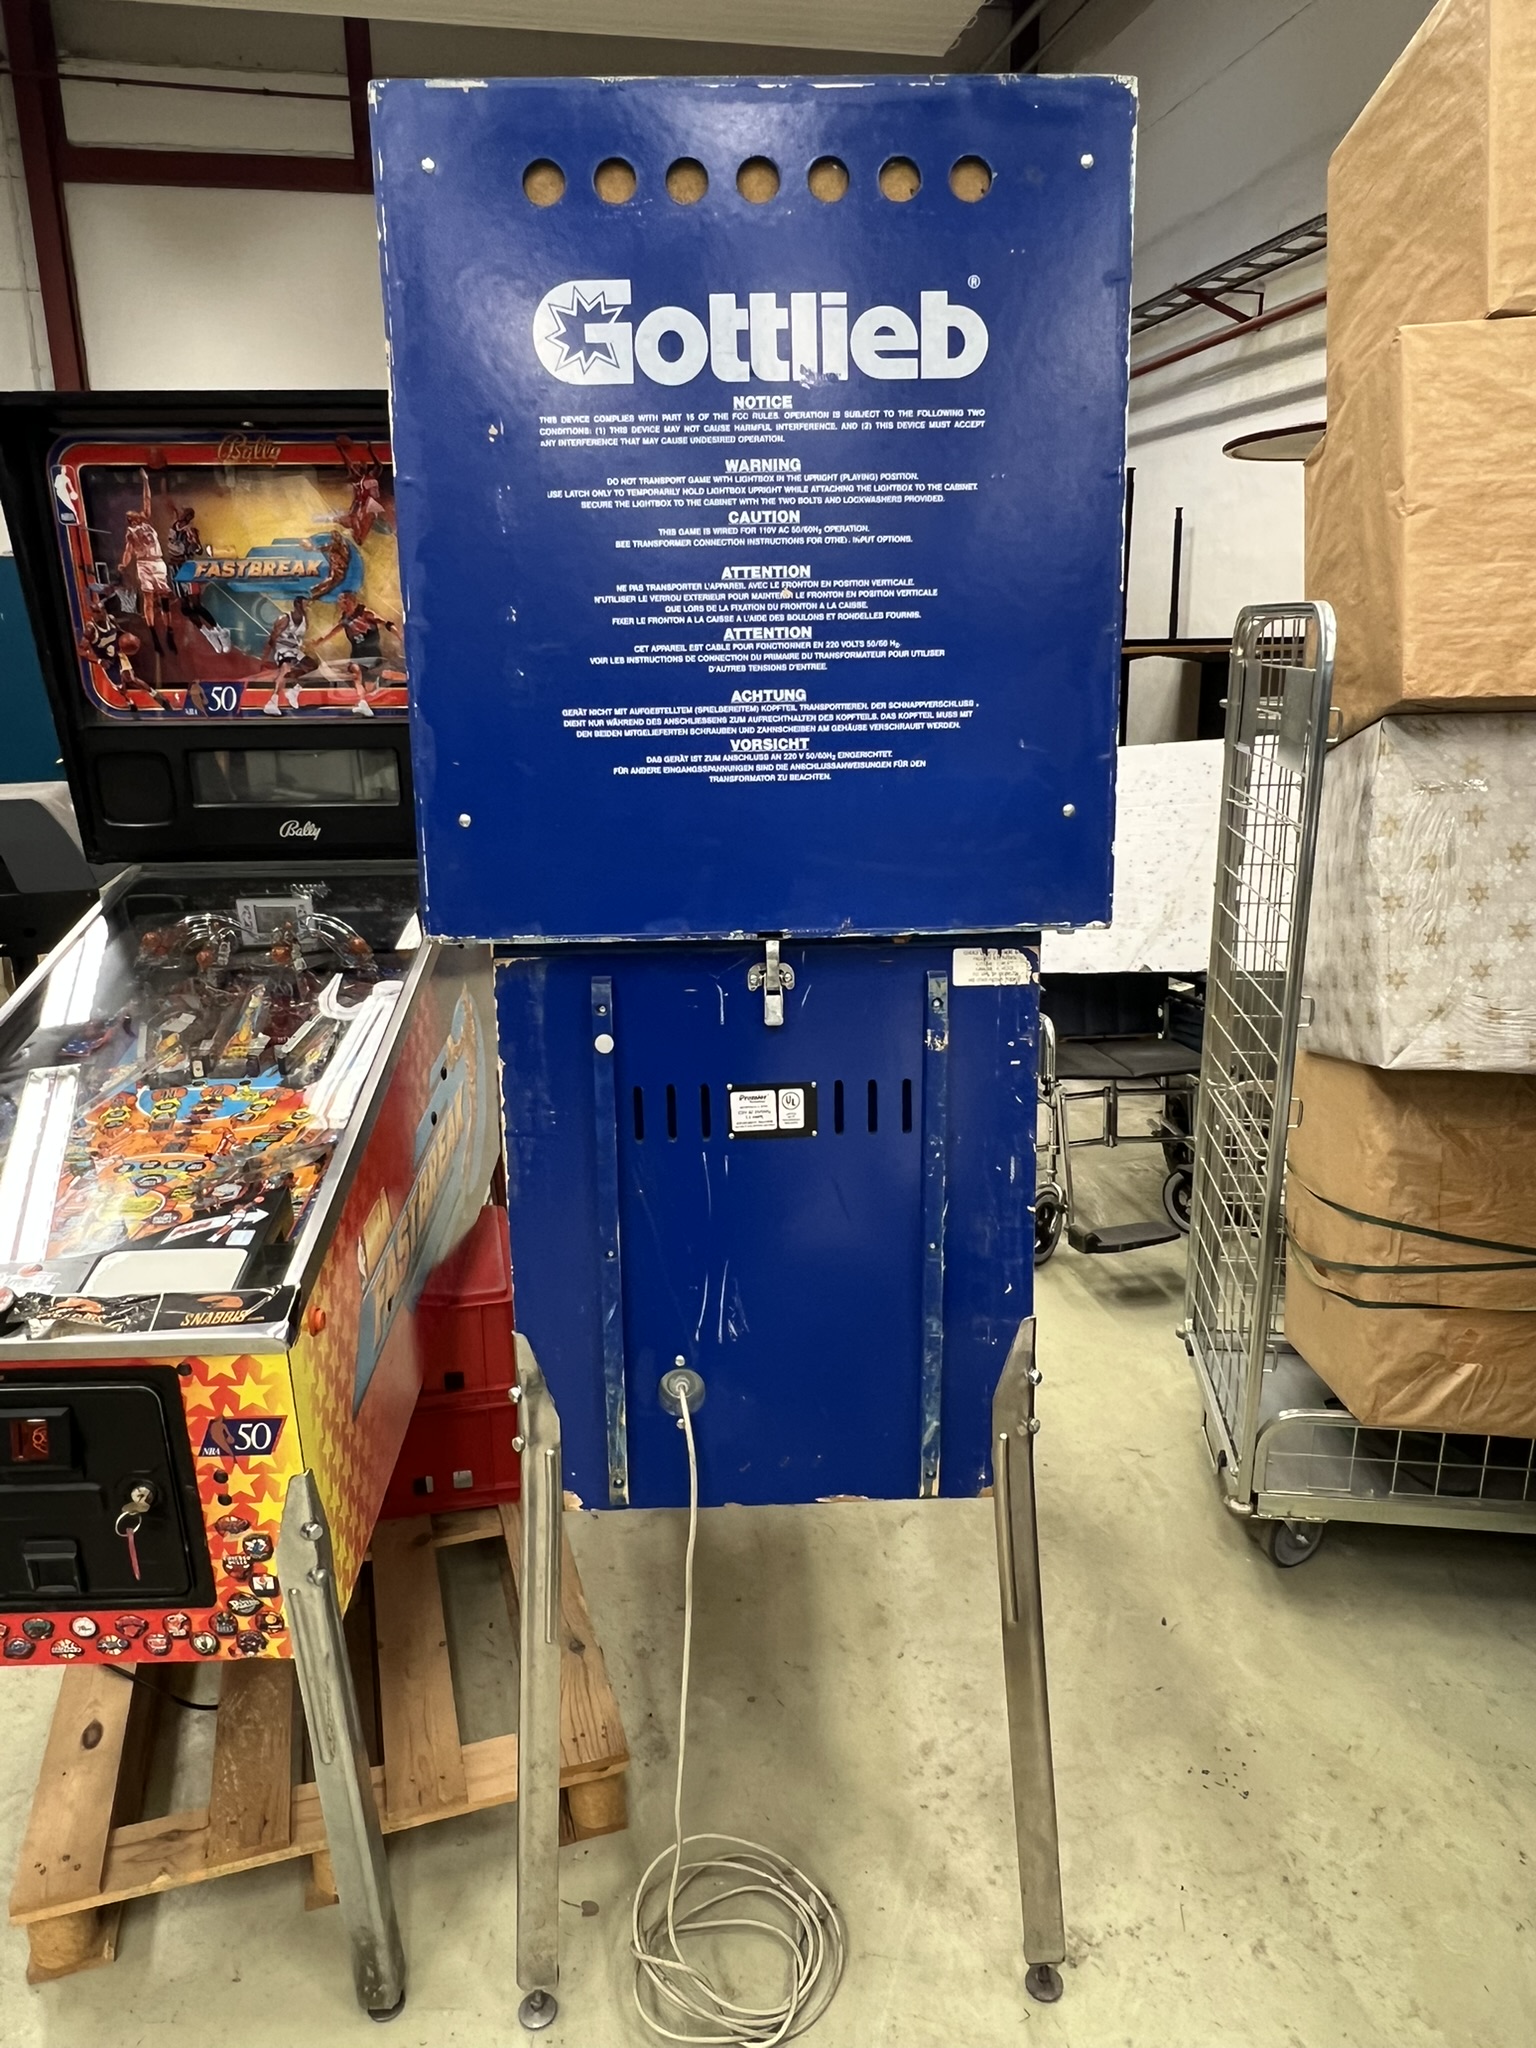 Gottlieb®
NOTICE
THIS DEVICE COMPLIES WITH PART 15 OF THE FCC RULES. OPERATION IS SUBJECT TO THE FOLLOWING TWO
CONDITIONS: (1) THIS DEVICE MAY NOT CAUSE HARMFUL INTERFERENCE, AND (2) THIS DEVICE MUST ACCEPT
ANY INTERFERENCE THAT MAY CAUSE UNDESIRED OPERATION.
WARNING
DO NOT TRANSPORT GAME WITH LIGHTBOX IN THE UPRIGHT (PLAYING) POSITION.
USE LATCH ONLY TO TEMPORARILY HOLD LIGHTBOX UPRIGHT WHILE ATTACHING THE LIGHTBOX TO THE CABINET.
SECURE THE LIGHTBOX TO THE CABINET WITH THE TWO BOLTS AND LOCKWASHERS PROVIDED.
CAUTION
THIS GAME IS WIRED FOR 110V AC 50/60HZ OPERATION.
SEE TRANSFORMER CONNECTION INSTRUCTIONS FOR OTHER INPUT OPTIONS.
ATTENTION
NE PAS TRANSPORTER L'APPAREIL AVEC LE FRONTON EN POSITION VERTICALE.
N'UTILISER LE VERROU EXTERIEUR POUR MAINTENIR LE FRONTON EN POSITION VERTICALE
QUE LORS DE LA FIXATION DU FRONTON A LA CAISSE.
FIXER LE FRONTON A LA CAISSE A L'AIDE DES BOULONS ET RONDELLES FOURNIS.
ATTENTION
CET APPAREIL EST CABLE POUR FONCTIONNER EN 220 VOLTS 50/60 HZ.
VOIR LES INSTRUCTIONS DE CONNECTION DU PRIMAIRE DU TRANSFORMATEUR POUR UTILISER
D'AUTRES TENSIONS D'ENTREE.
ACHTUNG
GERÄT NICHT MIT AUFGESTELLTEM (SPIELBEREITEM) KOPFTEIL TRANSPORTIEREN. DER SCHNAPPVERSCHLUSS
DIENT NUR WÄHREND DES ANSCHLIESSENS ZUM AUFRECHTHALTEN DES KOPFTEILS. DAS KOPFTEIL MUSS MIT
DEN BEIDEN MITGELIEFERTEN SCHRAUBEN UND ZAHNSCHEIBEN AM GEHÄUSE VERSCHRAUBT WERDEN.
VORSICHT
DAS GERÄT IST ZUM ANSCHLUSS AN 220 V 50/60HZ EINGERICHTET.
FÜR ANDERE EINGANGSSPANNUNGEN SIND DIE ANSCHLUSSANWEISUNGEN FÜR DEN
TRANSFORMATOR ZU BEACHTEN.
Premier
UL
Bally
FASTBREAK
NBA 50
Bally
FASTBREAK
SNABBIS
NBA 50